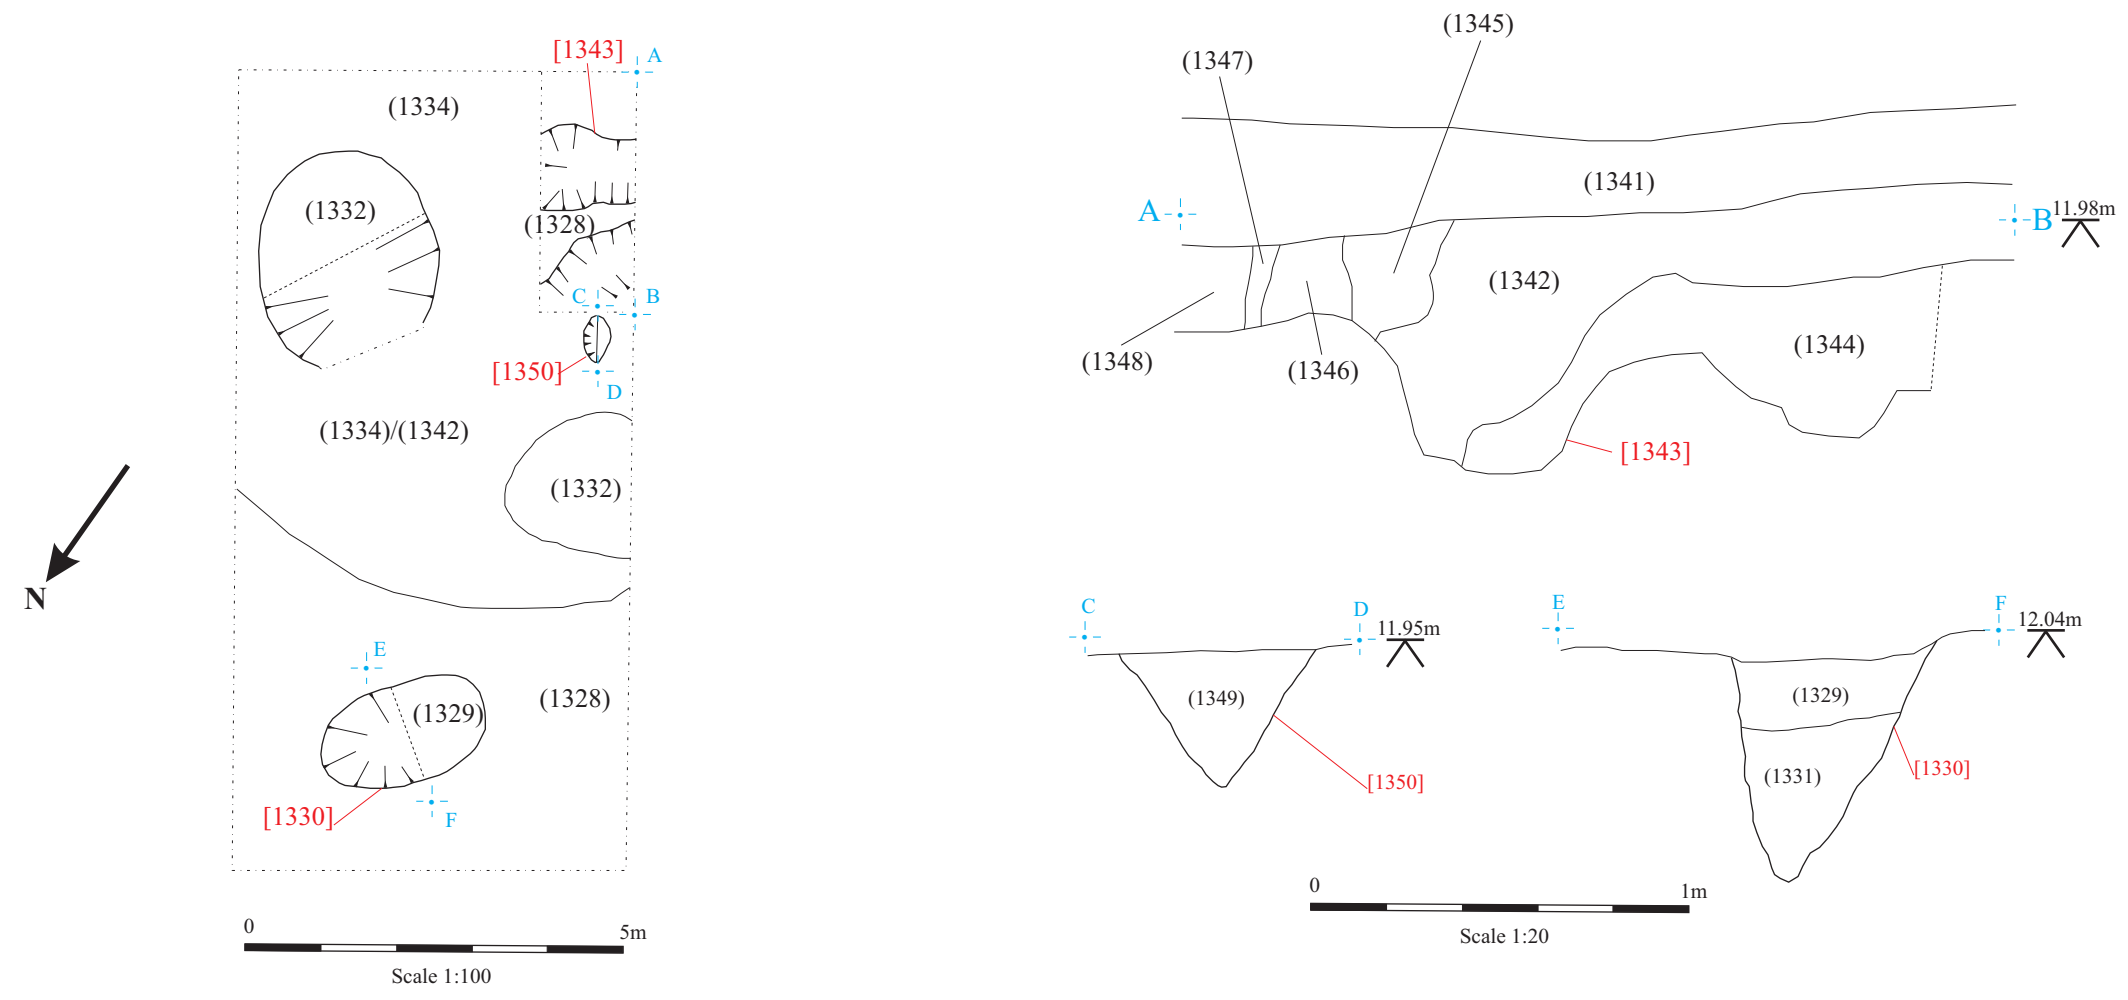 [1343]
A
(1334)
(1332)
(1328)
C
B
[1350]
D
(1334)/(1342)
(1332)
N
E
(1329)
(1328)
[1330]
F
0
5m
Scale 1:100
(1345)
(1347)
(1341)
A
B
11.98m
(1342)
(1348)
(1346)
(1344)
[1343]
C
D
11.95m
(1349)
[1350]
E
F
12.04m
(1329)
(1331)
[1330]
0
1m
Scale 1:20